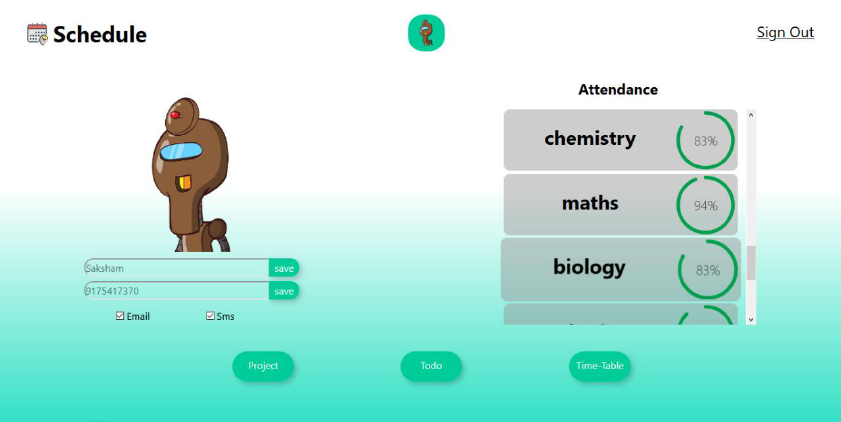 Schedule
Sign Out
Attendance
chemistry
83%
maths
94%
biology
83%
Saksham
save
9175417370
save
Email
Sms
Project
Todo
Time-Table